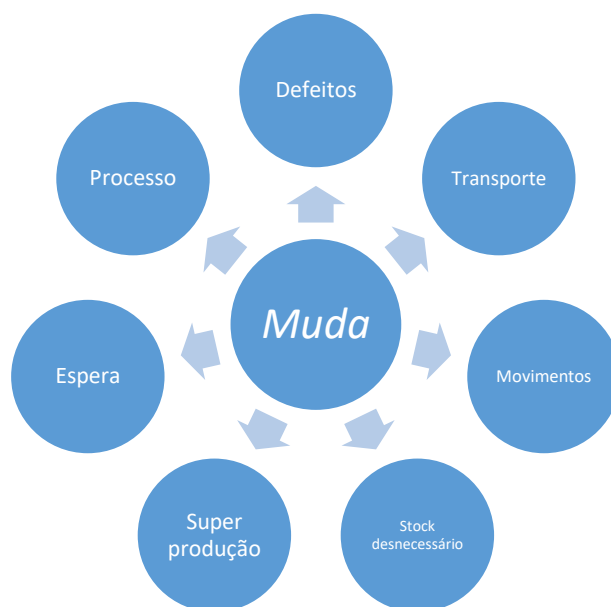 Defeitos
Transporte
Movimentos
Stock
desnecessário
Super
produção
Espera
Processo
Muda